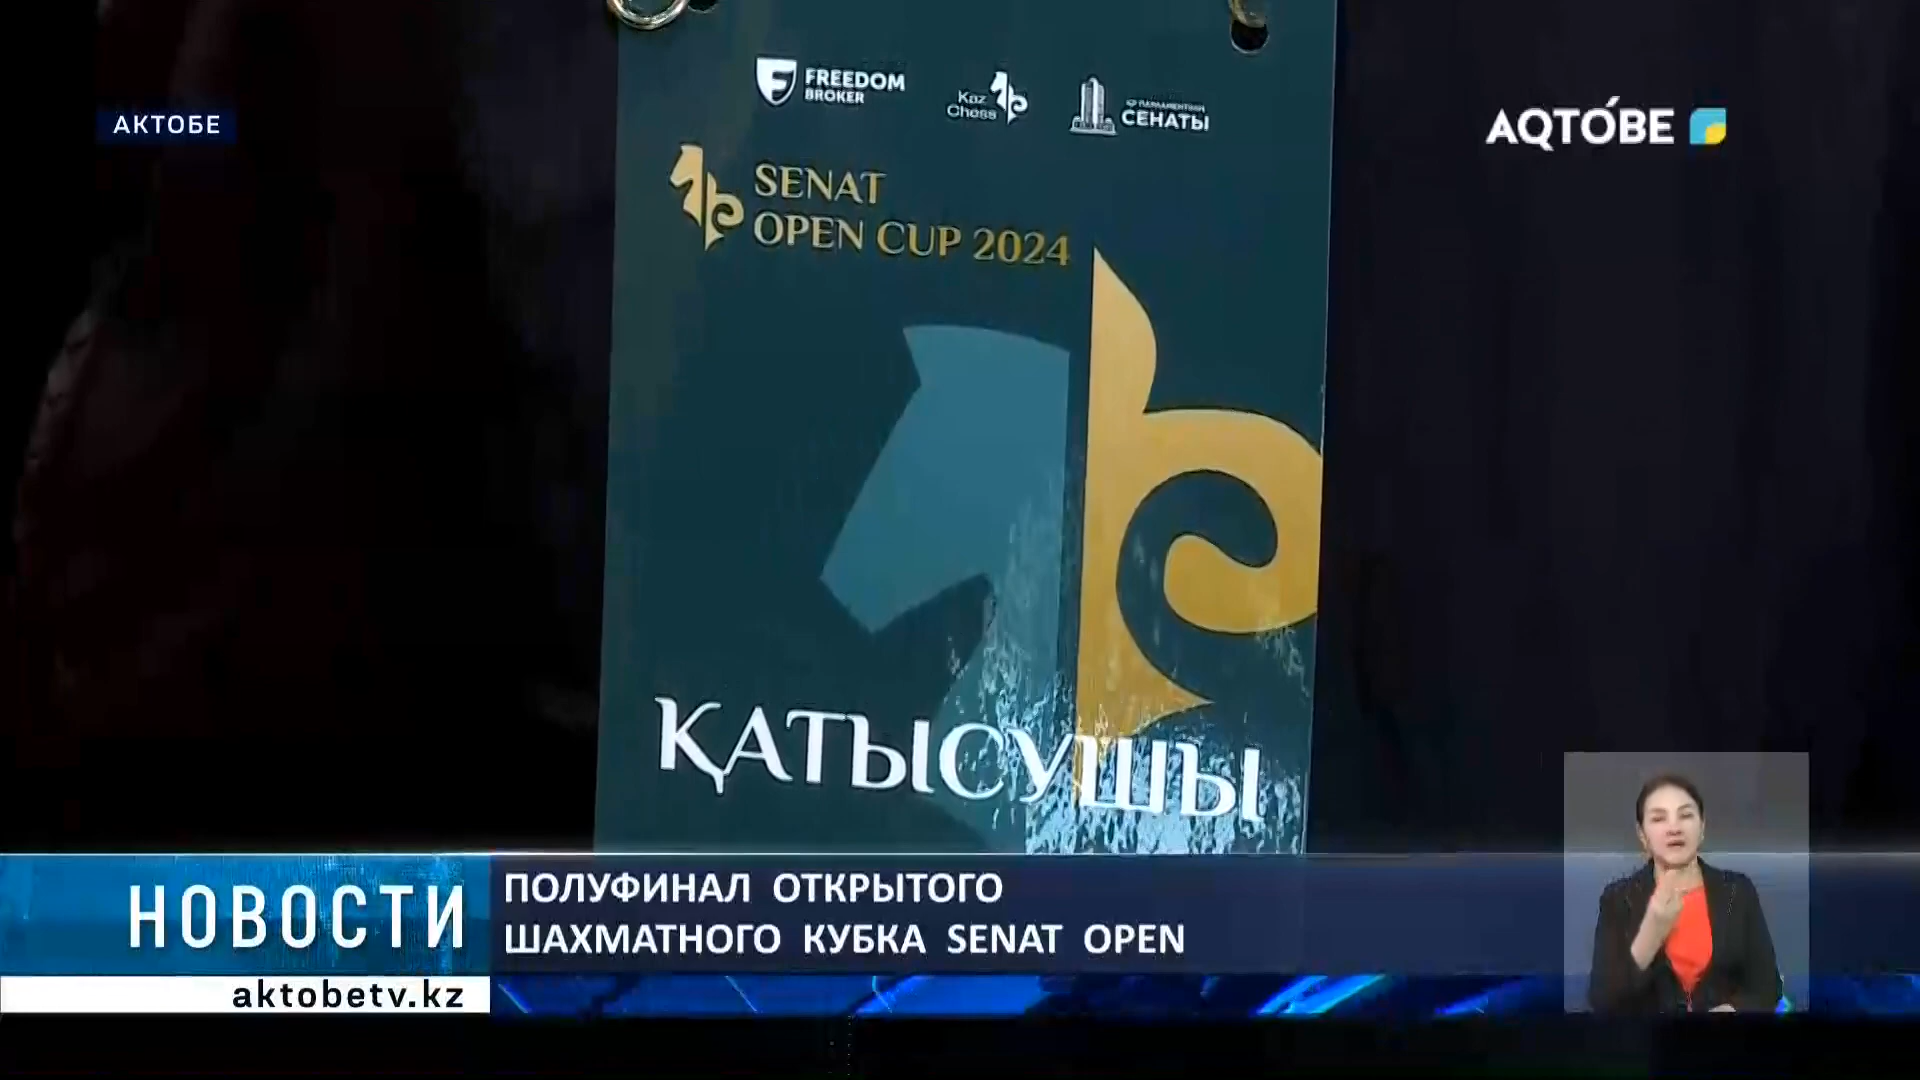 АКТОБЕ
FREEDOM
BROKER
Kaz
Chess
СЕНАТЫ
AQTÓBE
SENAT
OPEN CUP 2024
ҚАТЫСУШЫ
НОВОСТИ
ПОЛУФИНАЛ ОТКРЫТОГО
ШАХМАТНОГО КУБКА SENAT OPEN
aktobetv.kz